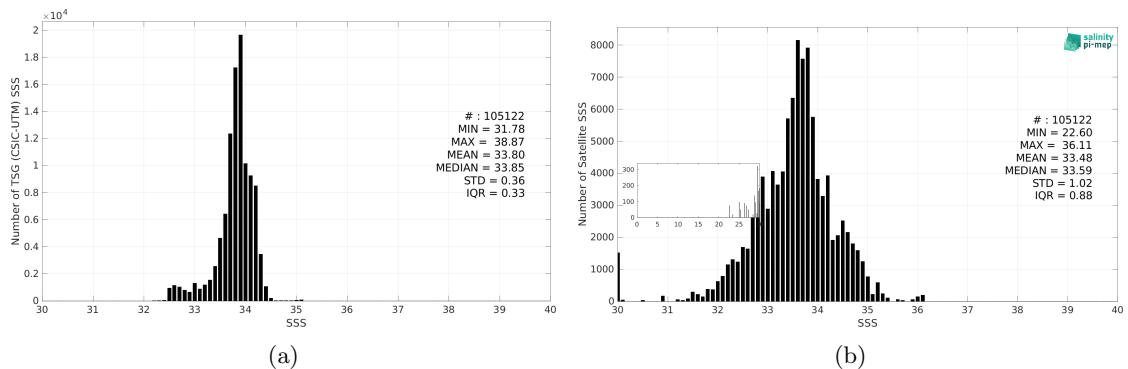 ×10⁴
2
1.8
1.6
1.4
1.2
1
0.8
0.6
0.4
0.2
0
Number of TSG (CSIC-UTM) SSS
# : 105122
MIN = 31.78
MAX = 38.87
MEAN = 33.80
MEDIAN = 33.85
STD = 0.36
IQR = 0.33
30 31 32 33 34 35 36 37 38 39 40
SSS
(a)
salinity
pi-mep
8000
7000
6000
5000
4000
3000
2000
1000
0
Number of Satellite SSS
# : 105122
MIN = 22.60
MAX = 36.11
MEAN = 33.48
MEDIAN = 33.59
STD = 1.02
IQR = 0.88
300
200
100
0
0 5 10 15 20 25
30 31 32 33 34 35 36 37 38 39 40
SSS
(b)